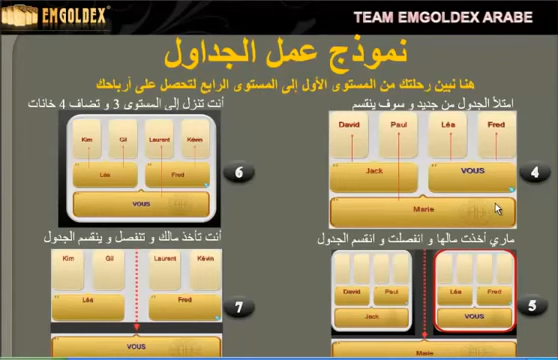 EMGOLDEX
TEAM EMGOLDEX ARABE
نموذج عمل الجداول
هنا نبين رحلتك من المستوى الأول إلى المستوى الرابع لتحصل على أرباحك
امتلأ الجدول من جديد و سوف ينقسم
أنت تنزل إلى المستوى 3 و تضاف 4 خانات
David Paul Léa Fred
Jack VOUS
Marie
4
Kim Gil Laurent Kévin
Léa Fred
VOUS
6
ماري أخذت مالها و انفصلت و انقسم الجدول
أنت تأخذ مالك و تنفصل و ينقسم الجدول
David Paul Léa Fred
Jack VOUS
Marie
5
Kim Gil Laurent Kévin
Léa Fred
VOUS
7